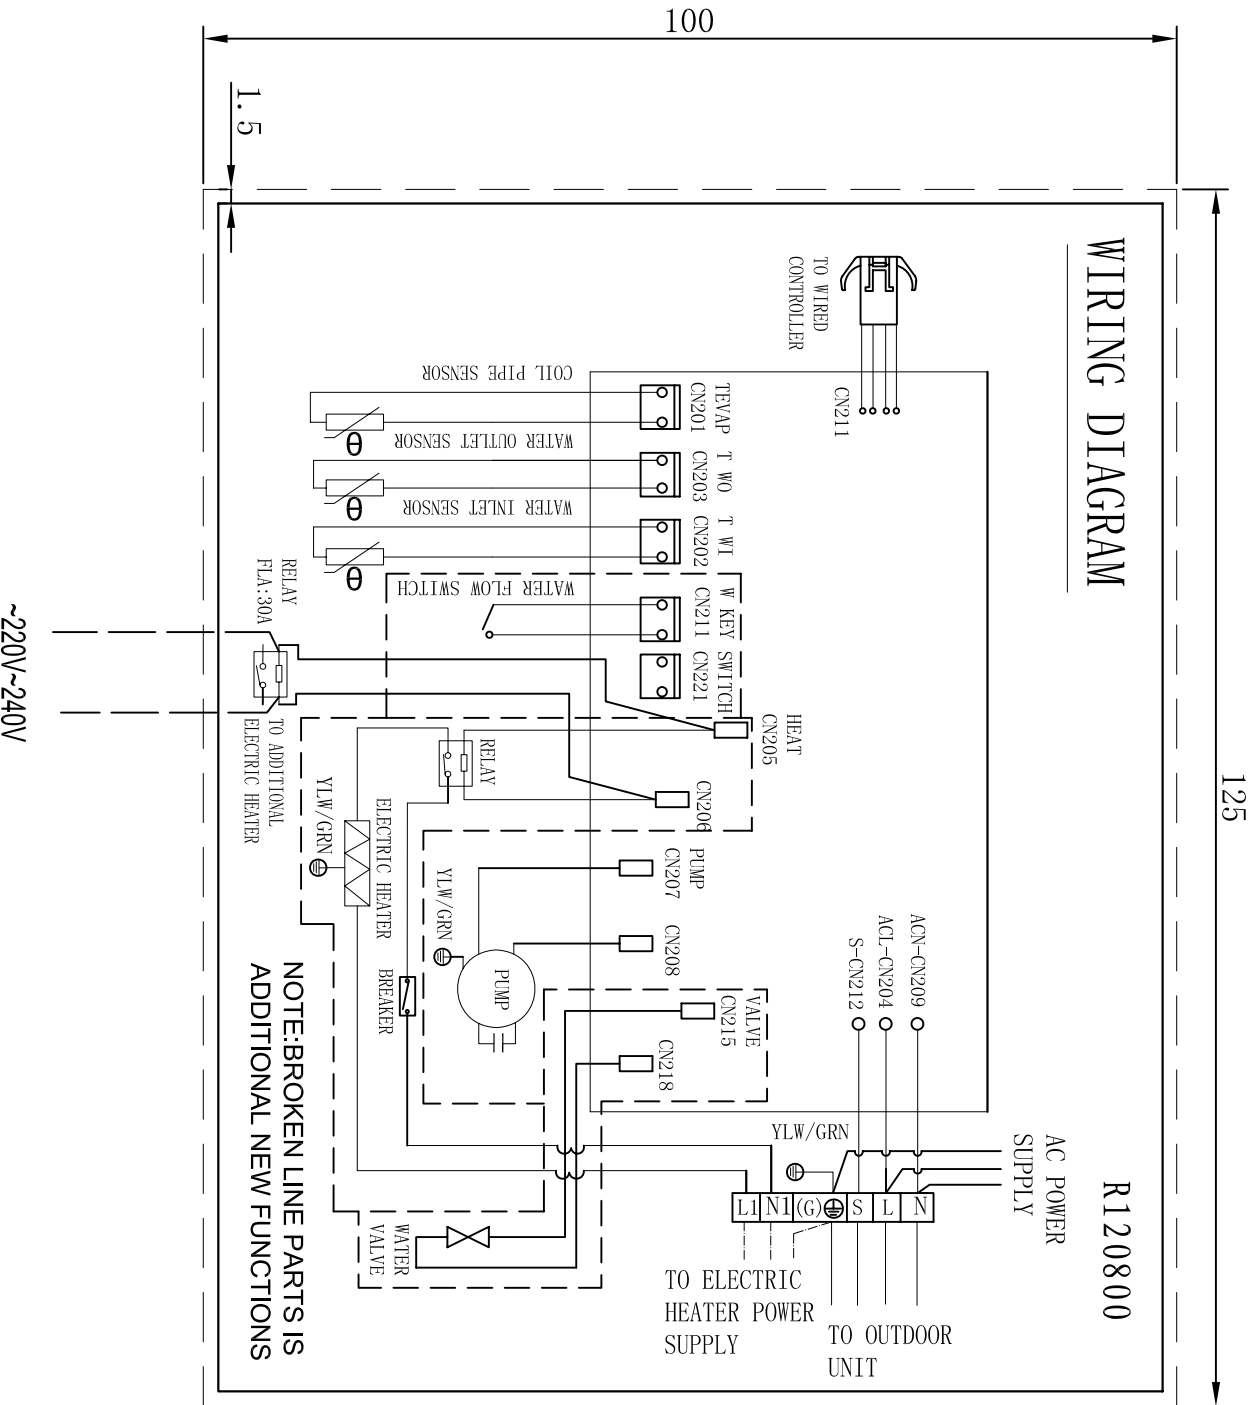 100
1.5
125
WIRING DIAGRAM
R120800
TO WIRED
CONTROLLER
CN211
COIL PIPE SENSOR
TEVAP
CN201
θ
WATER OUTLET SENSOR
T WO
CN203
θ
WATER INLET SENSOR
T WI
CN202
θ
WATER FLOW SWITCH
W KEY SWITCH
CN211 CN221
RELAY
FLA:30A
~220V~240V
TO ADDITIONAL
ELECTRIC HEATER
HEAT
CN205
CN206
RELAY
ELECTRIC HEATER
YLW/GRN
PUMP
CN207
CN208
YLW/GRN
PUMP
BREAKER
VALVE
CN215
CN218
WATER
VALVE
ACN-CN209
ACL-CN204
S-CN212
YLW/GRN
AC POWER
SUPPLY
L1 N1 (G) S L N
TO ELECTRIC
HEATER POWER
SUPPLY
TO OUTDOOR
UNIT
NOTE:BROKEN LINE PARTS IS
ADDITIONAL NEW FUNCTIONS